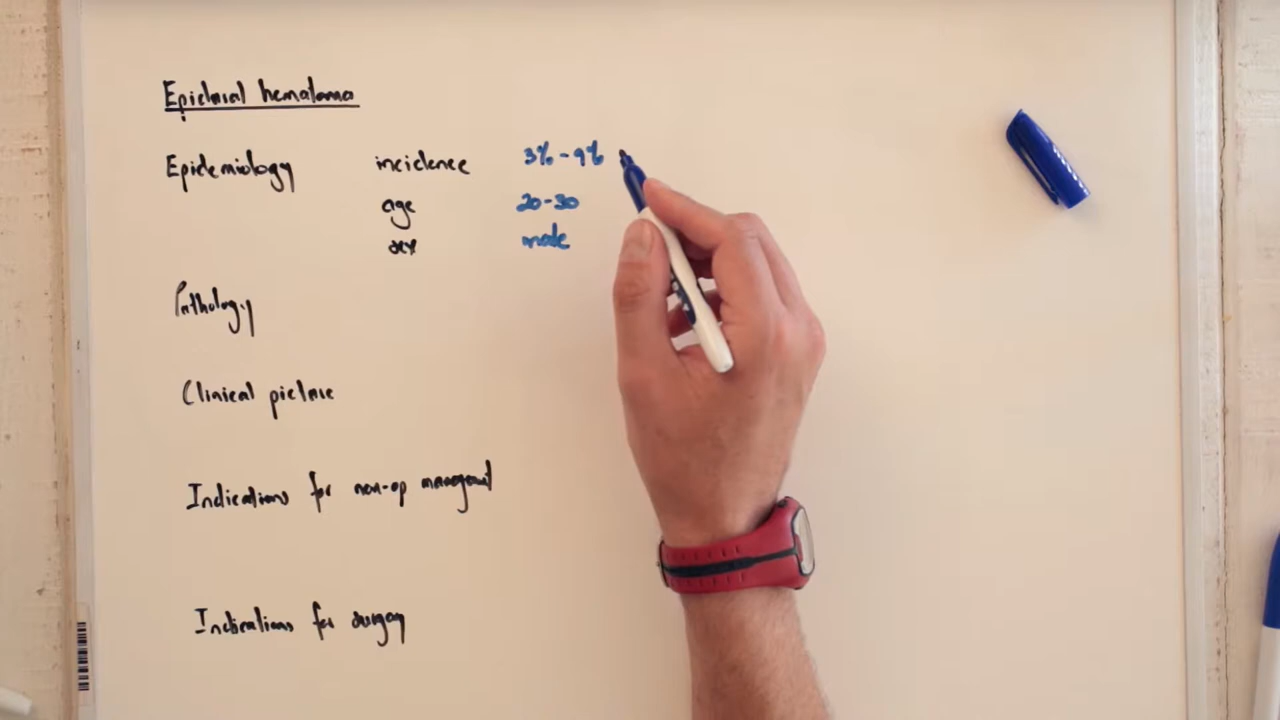 Epidural hematoma
Epidemiology incidence 3% - 9%
age 20-30
sex male
Pathology
Clinical picture
Indications for non-op management
Indications for surgery